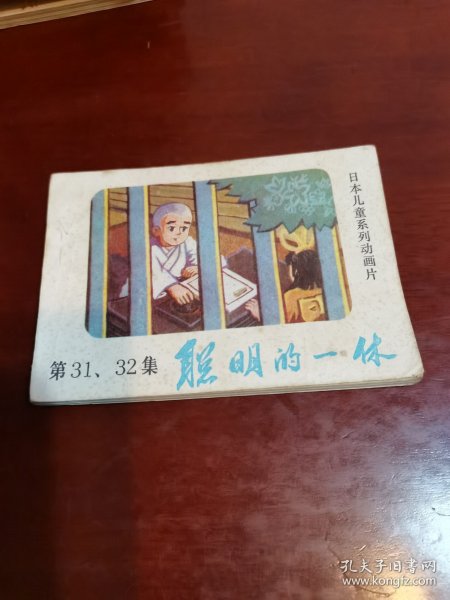 日本儿童系列动画片
第31、32集
聪明的一休
孔夫子旧书网
www.kongfz.com